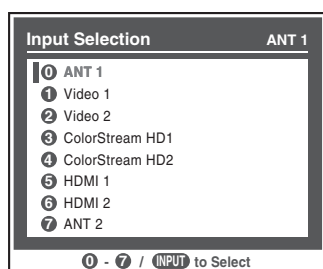 Input Selection ANT 1
0 ANT 1
1 Video 1
2 Video 2
3 ColorStream HD1
4 ColorStream HD2
5 HDMI 1
6 HDMI 2
7 ANT 2
0 - 7 / INPUT to Select